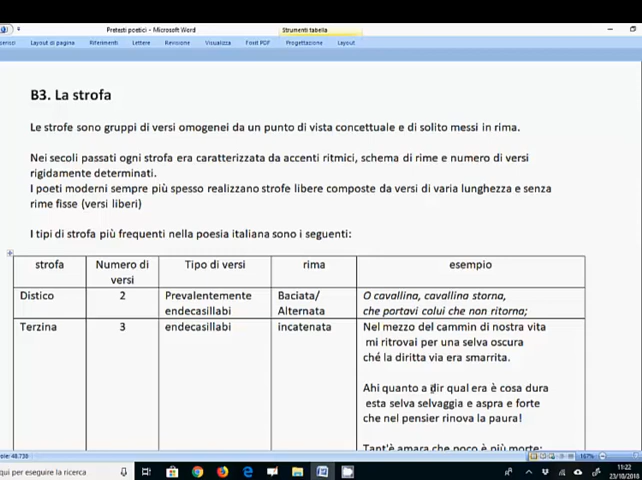 Pretesti poetici - Microsoft Word
Strumenti tabella
Layout di pagina Riferimenti Lettere Revisione Visualizza Foxit PDF Progettazione Layout
B3. La strofa
Le strofe sono gruppi di versi omogenei da un punto di vista concettuale e di solito messi in rima.
Nei secoli passati ogni strofa era caratterizzata da accenti ritmici, schema di rime e numero di versi
rigidamente determinati.
I poeti moderni sempre più spesso realizzano strofe libere composte da versi di varia lunghezza e senza
rime fisse (versi liberi)
I tipi di strofa più frequenti nella poesia italiana sono i seguenti:
strofa Numero di versi Tipo di versi rima esempio
Distico 2 Prevalentemente endecasillabi Baciata/ Alternata O cavallina, cavallina storna,
che portavi colui che non ritorna;
Terzina 3 endecasillabi incatenata Nel mezzo del cammin di nostra vita
mi ritrovai per una selva oscura
ché la diritta via era smarrita.
Ahi quanto a dir qual era è cosa dura
esta selva selvaggia e aspra e forte
che nel pensier rinova la paura!
Tant'è amara che poco è più morte;
167%
qui per eseguire la ricerca
11:22
23/10/2018